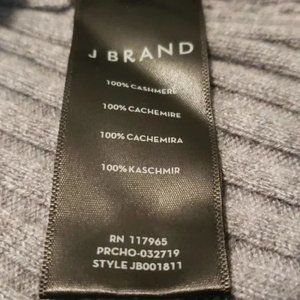 J BRAND
100% CASHMERE
100% CACHEMIRE
100% CACHEMIRA
100% KASCHMIR
RN 117965
PRCHO-032719
STYLE JB001811